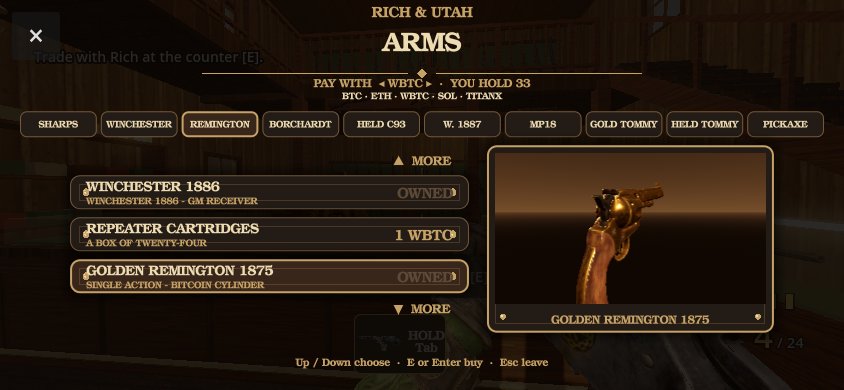 RICH & UTAH
×
ARMS
Trade with Rich at the counter [E].
PAY WITH ◂ WBTC ▸ · YOU HOLD 33
BTC · ETH · WBTC · SOL · TITANX
SHARPS
WINCHESTER
REMINGTON
BORCHARDT
HELD C93
W. 1887
MP18
GOLD TOMMY
HELD TOMMY
PICKAXE
▲ MORE
WINCHESTER 1886
WINCHESTER 1886 - GM RECEIVER
OWNED
REPEATER CARTRIDGES
A BOX OF TWENTY-FOUR
1 WBTC
GOLDEN REMINGTON 1875
SINGLE ACTION - BITCOIN CYLINDER
OWNED
▼ MORE
GOLDEN REMINGTON 1875
HOLD
Tab
4 / 24
Up / Down choose · E or Enter buy · Esc leave